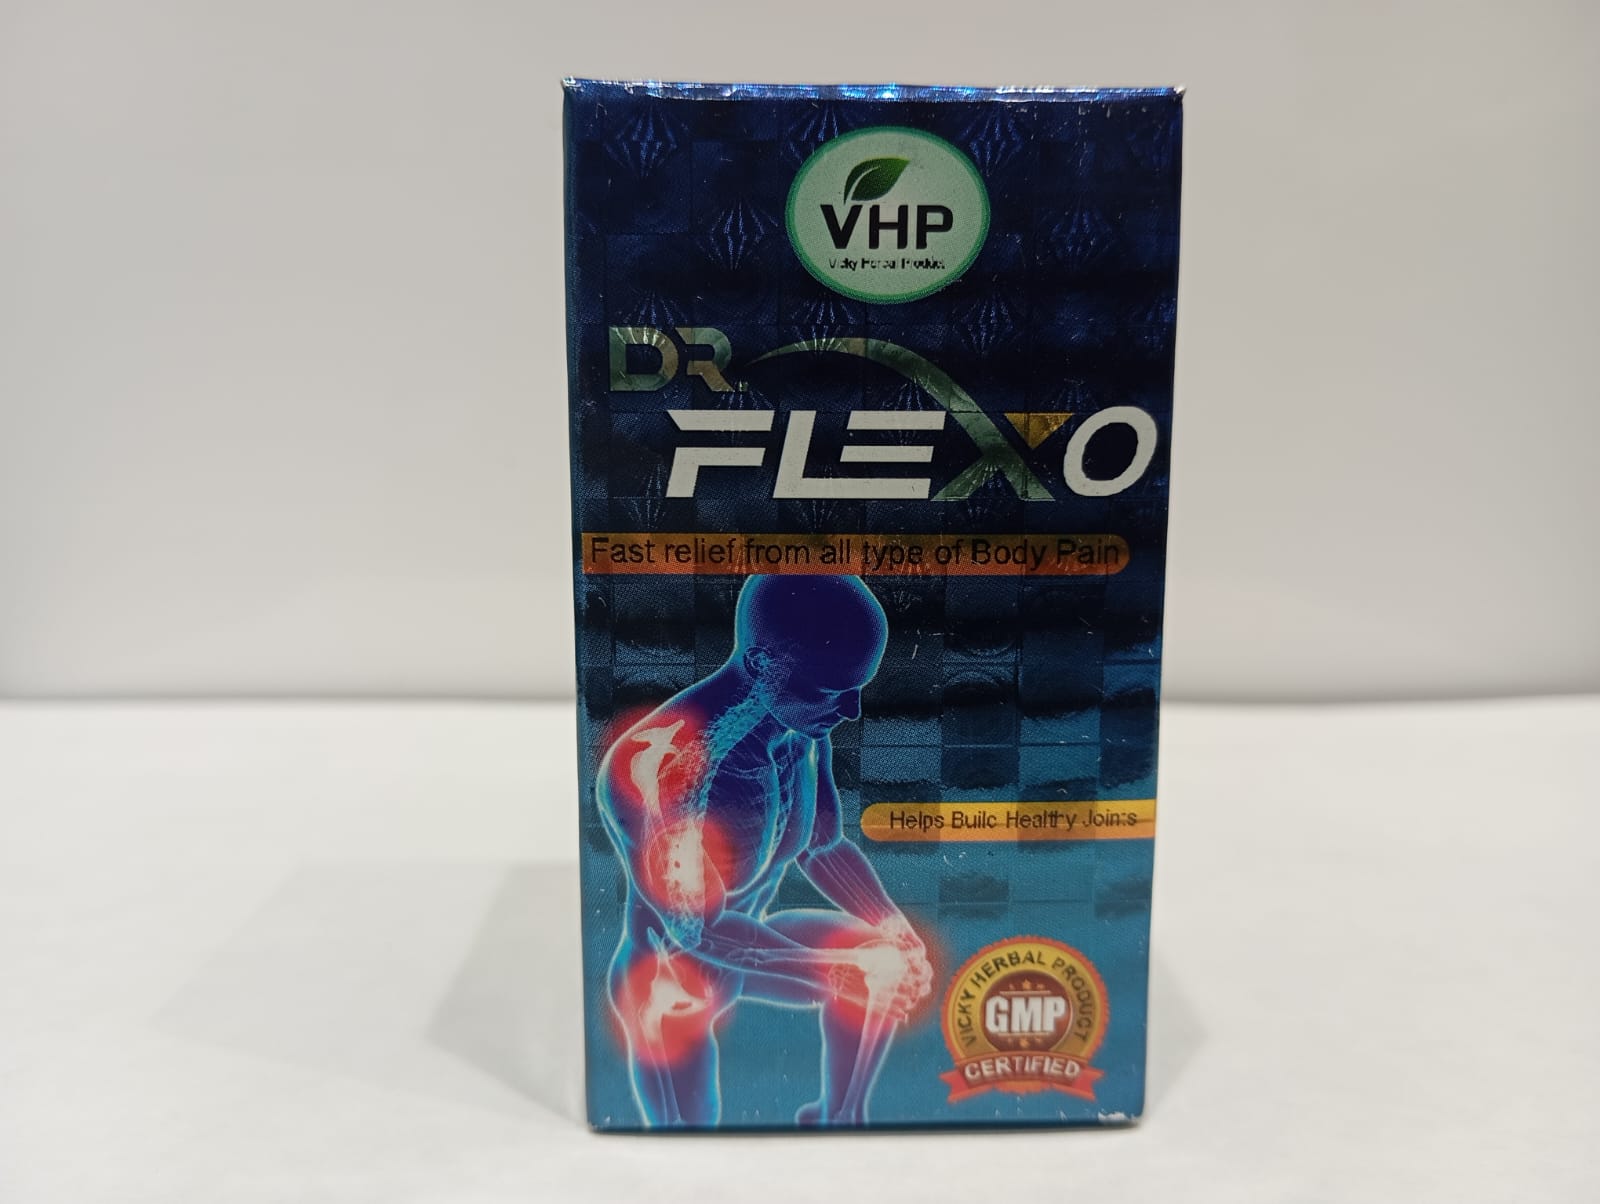 VHP
Vicky Herbal Product
DR.
FLEXO
Fast relief from all type of Body Pain
Helps Build Healthy Joints
VICKY HERBAL PRODUCT
GMP
CERTIFIED